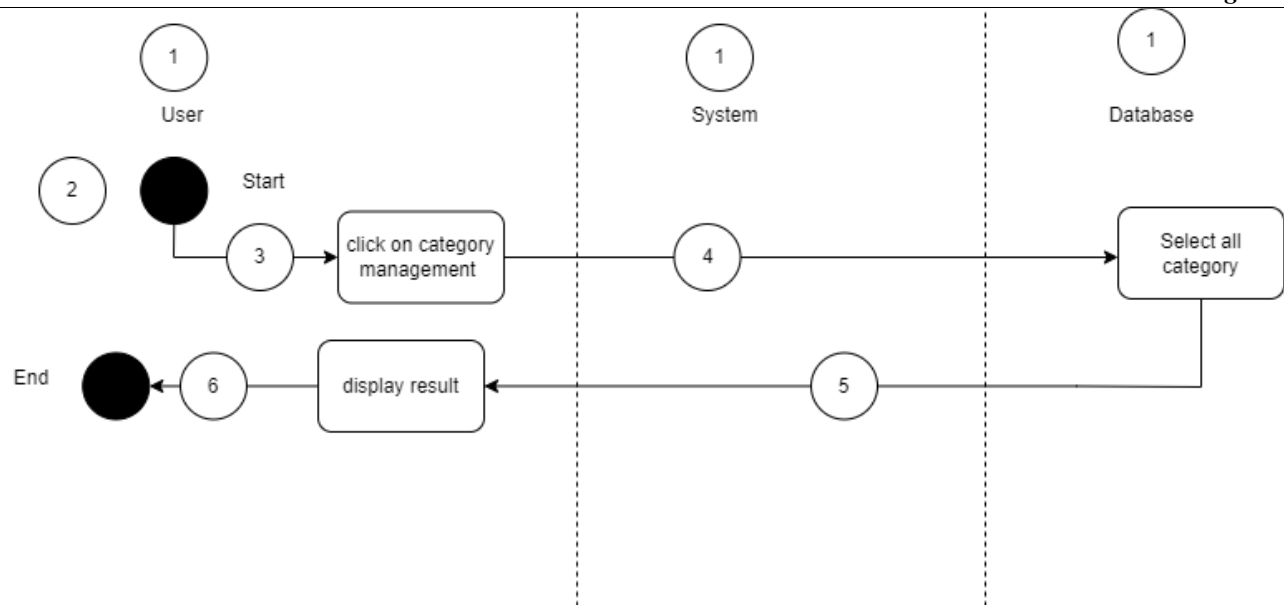 1
1
1
User
System
Database
2
Start
3
click on category
management
4
Select all
category
End
6
display result
5